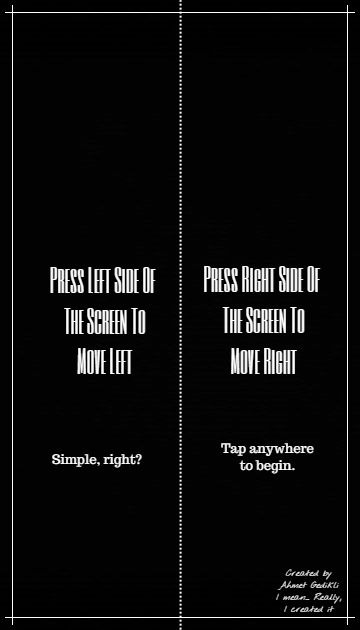 Press Left Side Of
The Screen To
Move Left
Simple, right?
Press Right Side Of
The Screen To
Move Right
Tap anywhere
to begin.
Created by
Ahmet Gedikli
I mean.. Really,
I created it